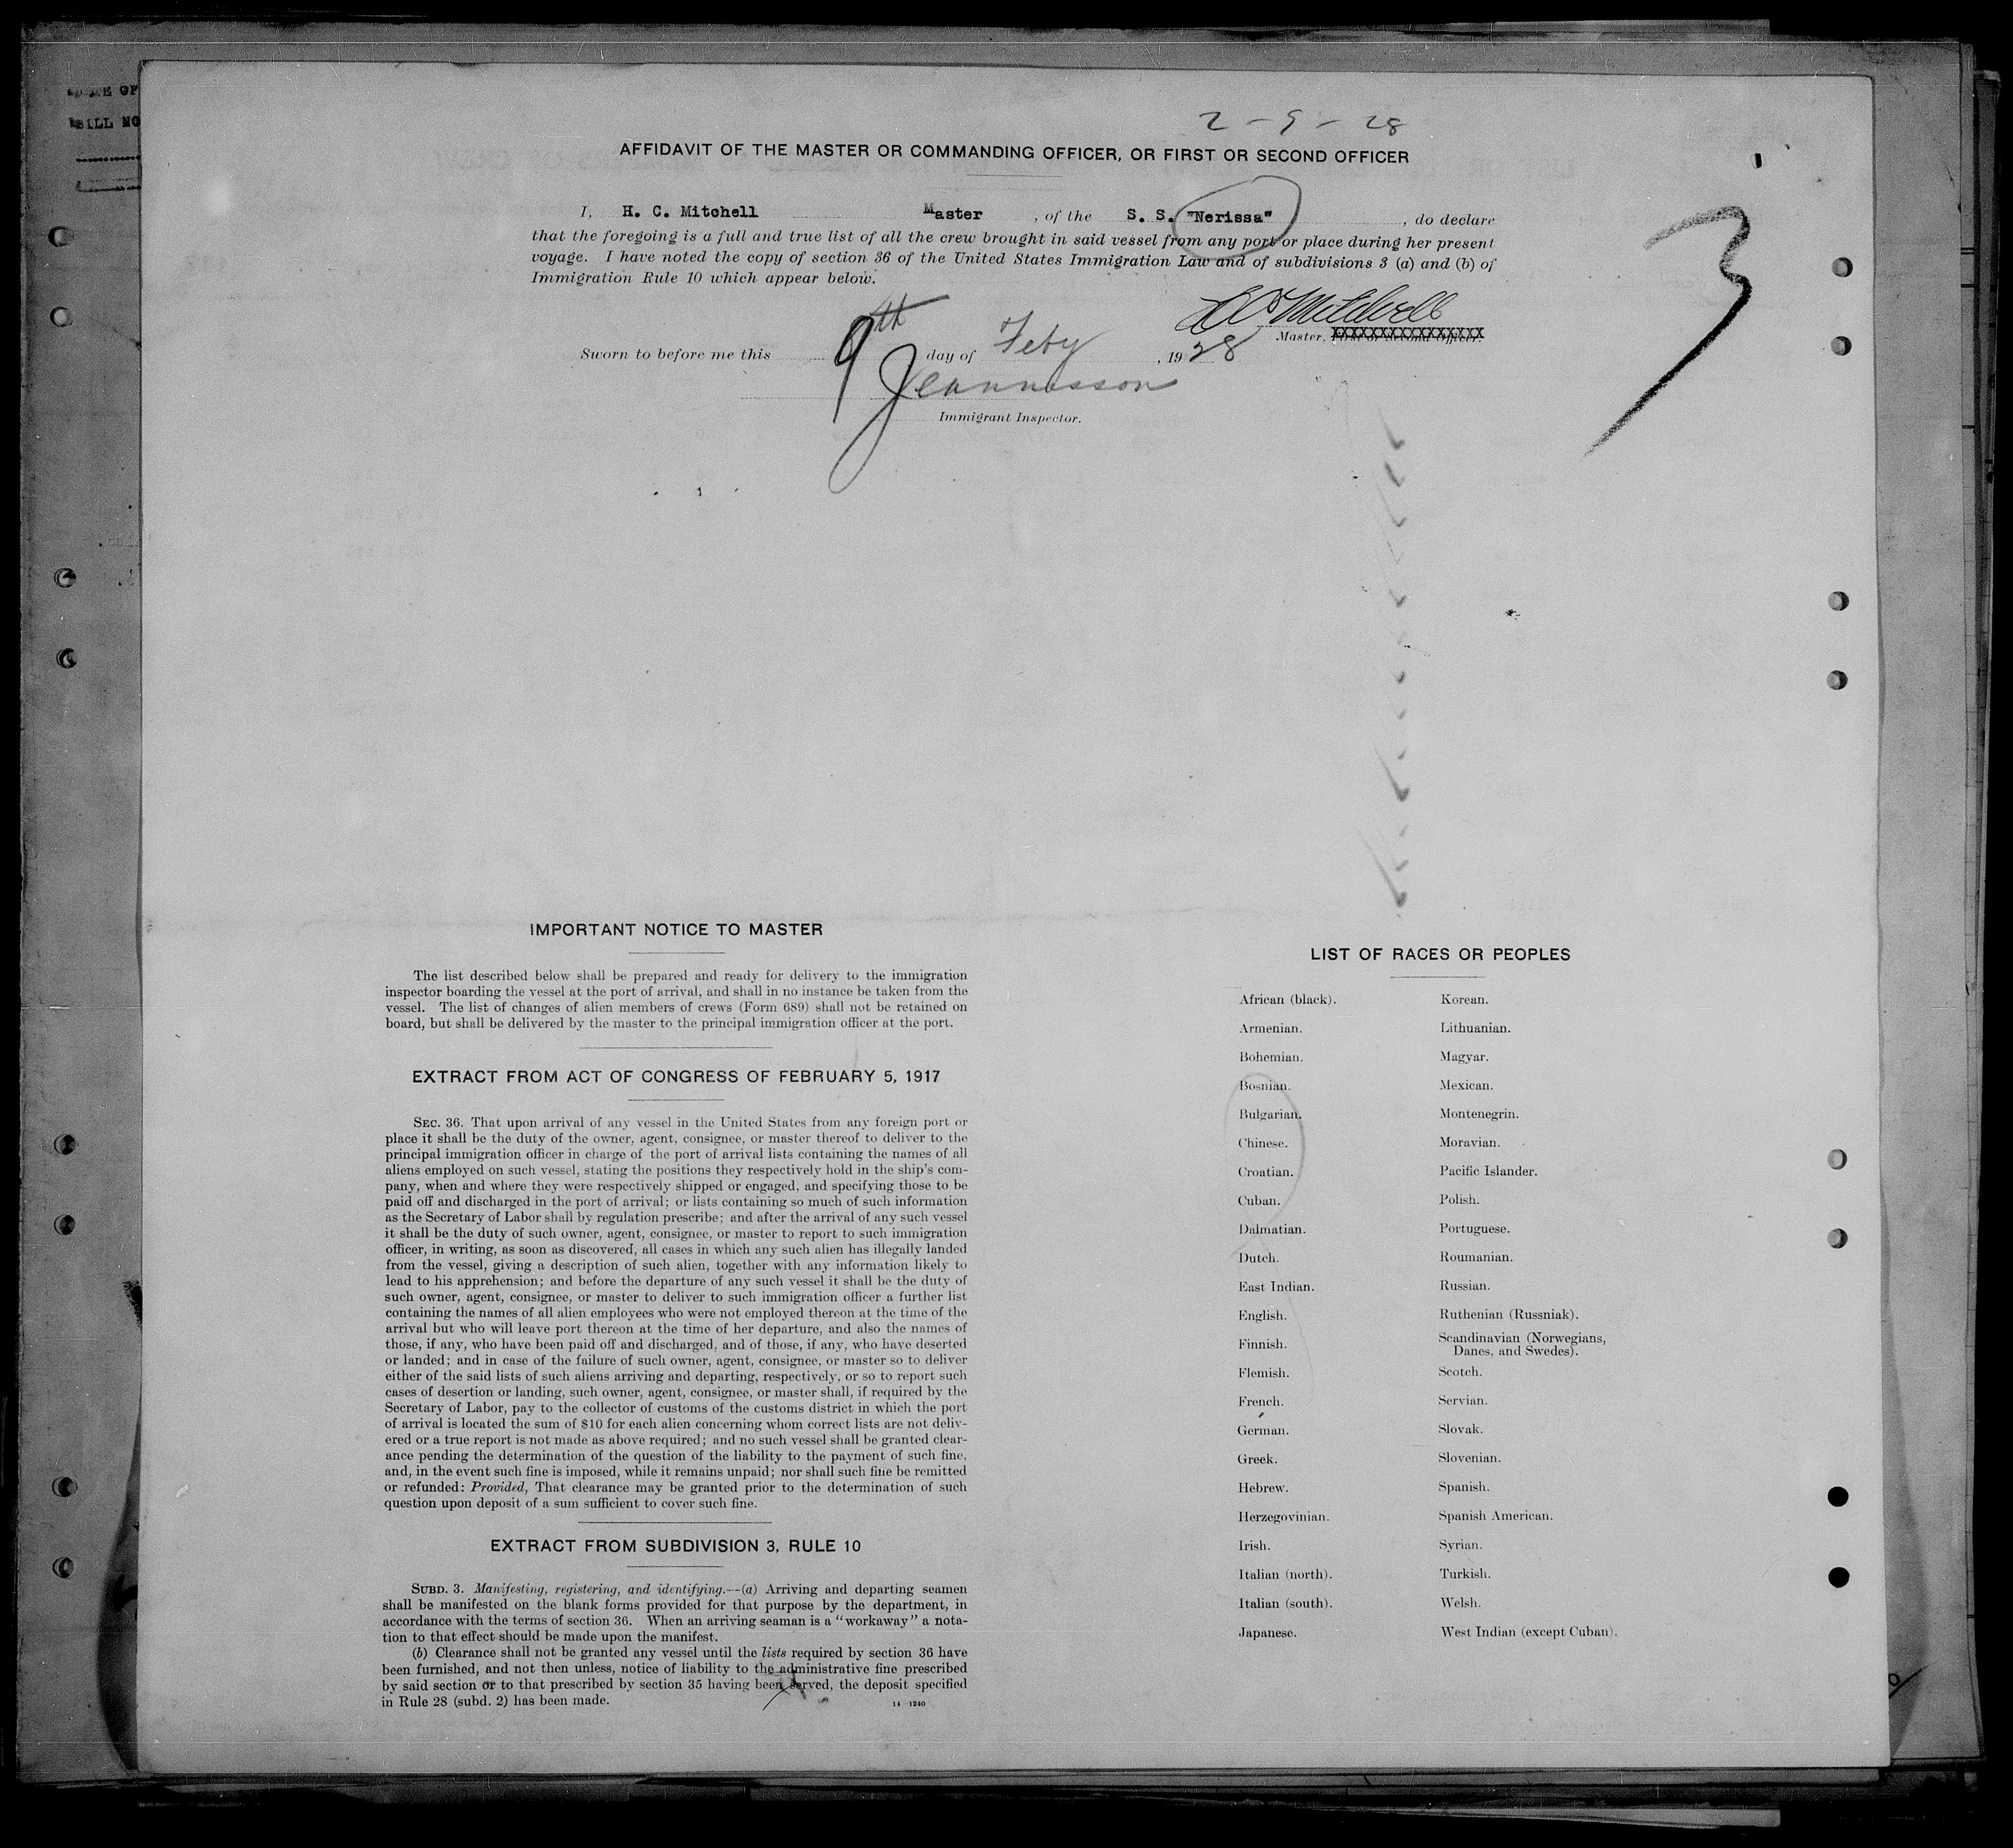 2 - 9 - 28
AFFIDAVIT OF THE MASTER OR COMMANDING OFFICER, OR FIRST OR SECOND OFFICER
I, H. C. Mitchell Master , of the S. S. "Nerissa" , do declare
that the foregoing is a full and true list of all the crew brought in said vessel from any port or place during her present
voyage. I have noted the copy of section 36 of the United States Immigration Law and of subdivisions 3 (a) and (b) of
Immigration Rule 10 which appear below.
3
H C Mitchell
Master. First or Second Officer.
Sworn to before me this 9th day of Feby , 1928
Immigrant Inspector.
IMPORTANT NOTICE TO MASTER
The list described below shall be prepared and ready for delivery to the immigration
inspector boarding the vessel at the port of arrival, and shall in no instance be taken from the
vessel. The list of changes of alien members of crews (Form 689) shall not be retained on
board, but shall be delivered by the master to the principal immigration officer at the port.
EXTRACT FROM ACT OF CONGRESS OF FEBRUARY 5, 1917
SEC. 36. That upon arrival of any vessel in the United States from any foreign port or
place it shall be the duty of the owner, agent, consignee, or master thereof to deliver to the
principal immigration officer in charge of the port of arrival lists containing the names of all
aliens employed on such vessel, stating the positions they respectively hold in the ship's com-
pany, when and where they were respectively shipped or engaged, and specifying those to be
paid off and discharged in the port of arrival; or lists containing so much of such information
as the Secretary of Labor shall by regulation prescribe; and after the arrival of any such vessel
it shall be the duty of such owner, agent, consignee, or master to report to such immigration
officer, in writing, as soon as discovered, all cases in which any such alien has illegally landed
from the vessel, giving a description of such alien, together with any information likely to
lead to his apprehension; and before the departure of any such vessel it shall be the duty of
such owner, agent, consignee, or master to deliver to such immigration officer a further list
containing the names of all alien employees who were not employed thereon at the time of the
arrival but who will leave port thereon at the time of her departure, and also the names of
those, if any, who have been paid off and discharged, and of those, if any, who have deserted
or landed; and in case of the failure of such owner, agent, consignee, or master so to deliver
either of the said lists of such aliens arriving and departing, respectively, or so to report such
cases of desertion or landing, such owner, agent, consignee, or master shall, if required by the
Secretary of Labor, pay to the collector of customs of the customs district in which the port
of arrival is located the sum of $10 for each alien concerning whom correct lists are not deliv-
ered or a true report is not made as above required; and no such vessel shall be granted clear-
ance pending the determination of the question of the liability to the payment of such fine,
and, in the event such fine is imposed, while it remains unpaid; nor shall such fine be remitted
or refunded: Provided, That clearance may be granted prior to the determination of such
question upon deposit of a sum sufficient to cover such fine.
EXTRACT FROM SUBDIVISION 3, RULE 10
SUBD. 3. Manifesting, registering, and identifying.—(a) Arriving and departing seamen
shall be manifested on the blank forms provided for that purpose by the department, in
accordance with the terms of section 36. When an arriving seaman is a "workaway" a nota-
tion to that effect should be made upon the manifest.
(b) Clearance shall not be granted any vessel until the lists required by section 36 have
been furnished, and not then unless, notice of liability to the administrative fine prescribed
by said section or to that prescribed by section 35 having been served, the deposit specified
in Rule 28 (subd. 2) has been made.
14—1240
LIST OF RACES OR PEOPLES
African (black).
Armenian.
Bohemian.
Bosnian.
Bulgarian.
Chinese.
Croatian.
Cuban.
Dalmatian.
Dutch.
East Indian.
English.
Finnish.
Flemish.
French.
German.
Greek.
Hebrew.
Herzegovinian.
Irish.
Italian (north).
Italian (south).
Japanese.
Korean.
Lithuanian.
Magyar.
Mexican.
Montenegrin.
Moravian.
Pacific Islander.
Polish.
Portuguese.
Roumanian.
Russian.
Ruthenian (Russniak).
Scandinavian (Norwegians,
Danes, and Swedes).
Scotch.
Servian.
Slovak.
Slovenian.
Spanish.
Spanish American.
Syrian.
Turkish.
Welsh.
West Indian (except Cuban).